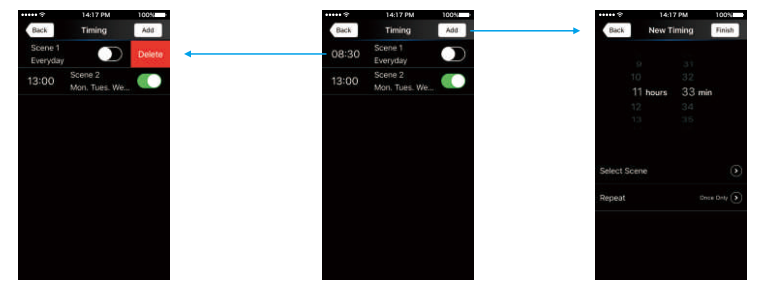 14:17 PM 100%
Back Timing Add
Scene 1
Everyday
Delete
13:00 Scene 2
Mon. Tues. We...
14:17 PM 100%
Back Timing Add
08:30 Scene 1
Everyday
13:00 Scene 2
Mon. Tues. We...
14:17 PM 100%
Back New Timing Finish
9 31
10 32
11 hours 33 min
12 34
13 35
Select Scene
Repeat Once Only